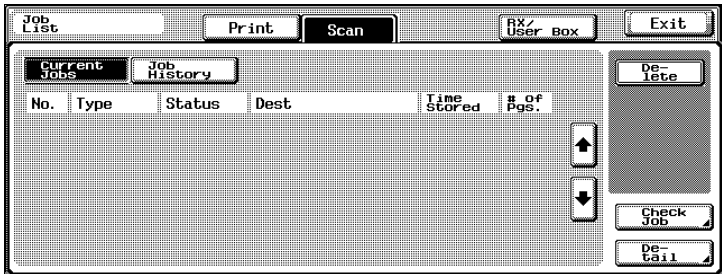 Job
List
Print
Scan
RX/
User Box
Exit
Current
Jobs
Job
History
De-
lete
No. Type Status Dest Time
Stored # of
Pgs.
Check
Job
De-
tail